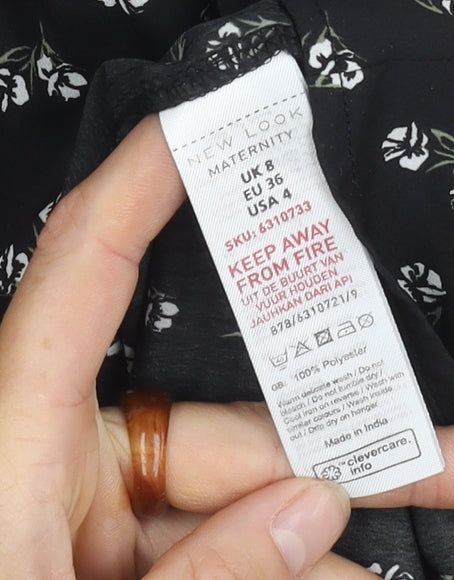 NEW LOOK
MATERNITY
UK 8
EU 36
USA 4
SKU: 6310733
KEEP AWAY
FROM FIRE
UIT DE BUURT VAN
VUUR HOUDEN
JAUHKAN DARI API
878/6310721/9
GB: 100% Polyester
Warm delicate wash / Do not
bleach / Do not tumble dry /
Cool iron on reverse / Wash with
similar colours / Wash inside
out / Drip dry on hanger
Made in India
clevercare.
info